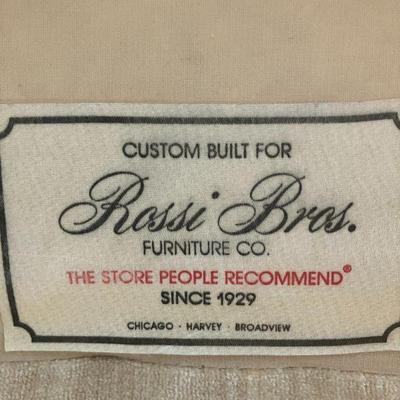 CUSTOM BUILT FOR
Rossi Bros.
FURNITURE CO.
THE STORE PEOPLE RECOMMEND®
SINCE 1929
CHICAGO · HARVEY · BROADVIEW